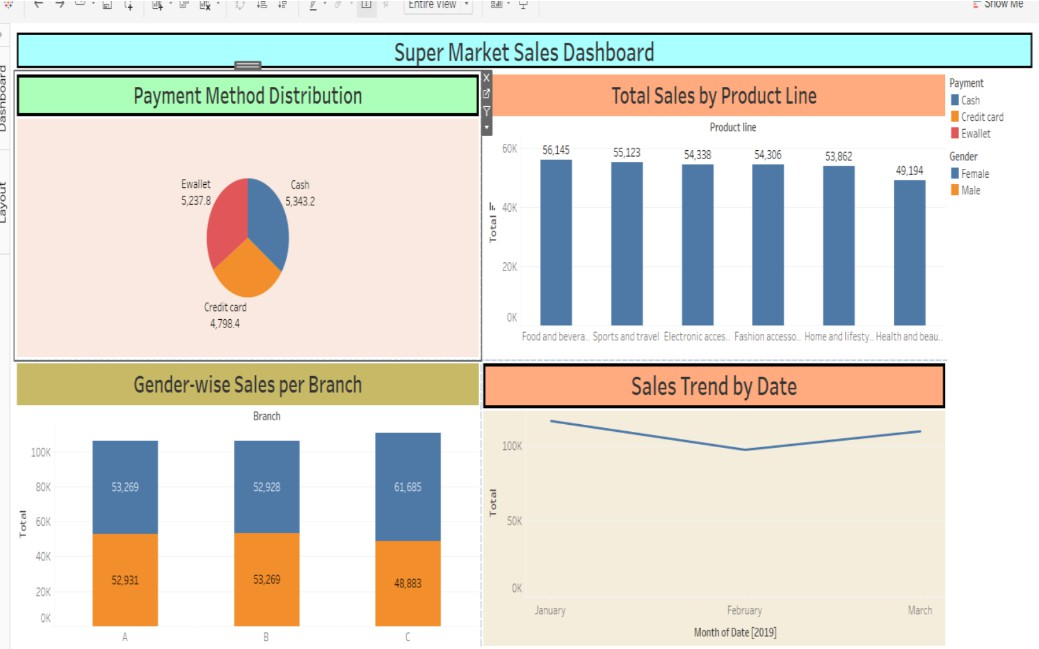 Entire View
Show Me
Dashboard
Layout
Super Market Sales Dashboard
Payment Method Distribution
Ewallet
5,237.8
Cash
5,343.2
Credit card
4,798.4
Total Sales by Product Line
Product line
60K
40K
20K
0K
56,145
55,123
54,338
54,306
53,862
49,194
Food and bevera..
Sports and travel
Electronic acces..
Fashion accesso..
Home and lifesty..
Health and beau..
Payment
Cash
Credit card
Ewallet
Gender
Female
Male
Gender-wise Sales per Branch
Branch
Total
100K
80K
60K
40K
20K
0K
53,269
52,928
61,685
52,931
53,269
48,883
A
B
C
Sales Trend by Date
Total
100K
50K
0K
January
February
March
Month of Date [2019]